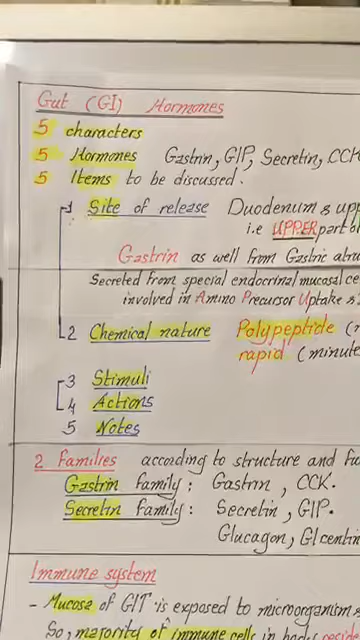 Gut (GI) Hormones
5 characters
5 Hormones Gastrin, GIP, Secretin, CCK
5 Items to be discussed.
1 Site of release Duodenum & upp
i.e UPPER part of
Gastrin as well from Gastric
Secreted from special endocrinal mucosal ce
involved in Amino Precursor Uptake &
2 Chemical nature Polypeptide (
rapid (minute
3 Stimuli
4 Actions
5 Notes
2 Families according to structure and fu
Gastrin family: Gastrin, CCK.
Secretin family: Secretin, GIP.
Glucagon, Glicentin
Immune system
- Mucosa of GIT is exposed to microorganism
So, majority of immune cells in body